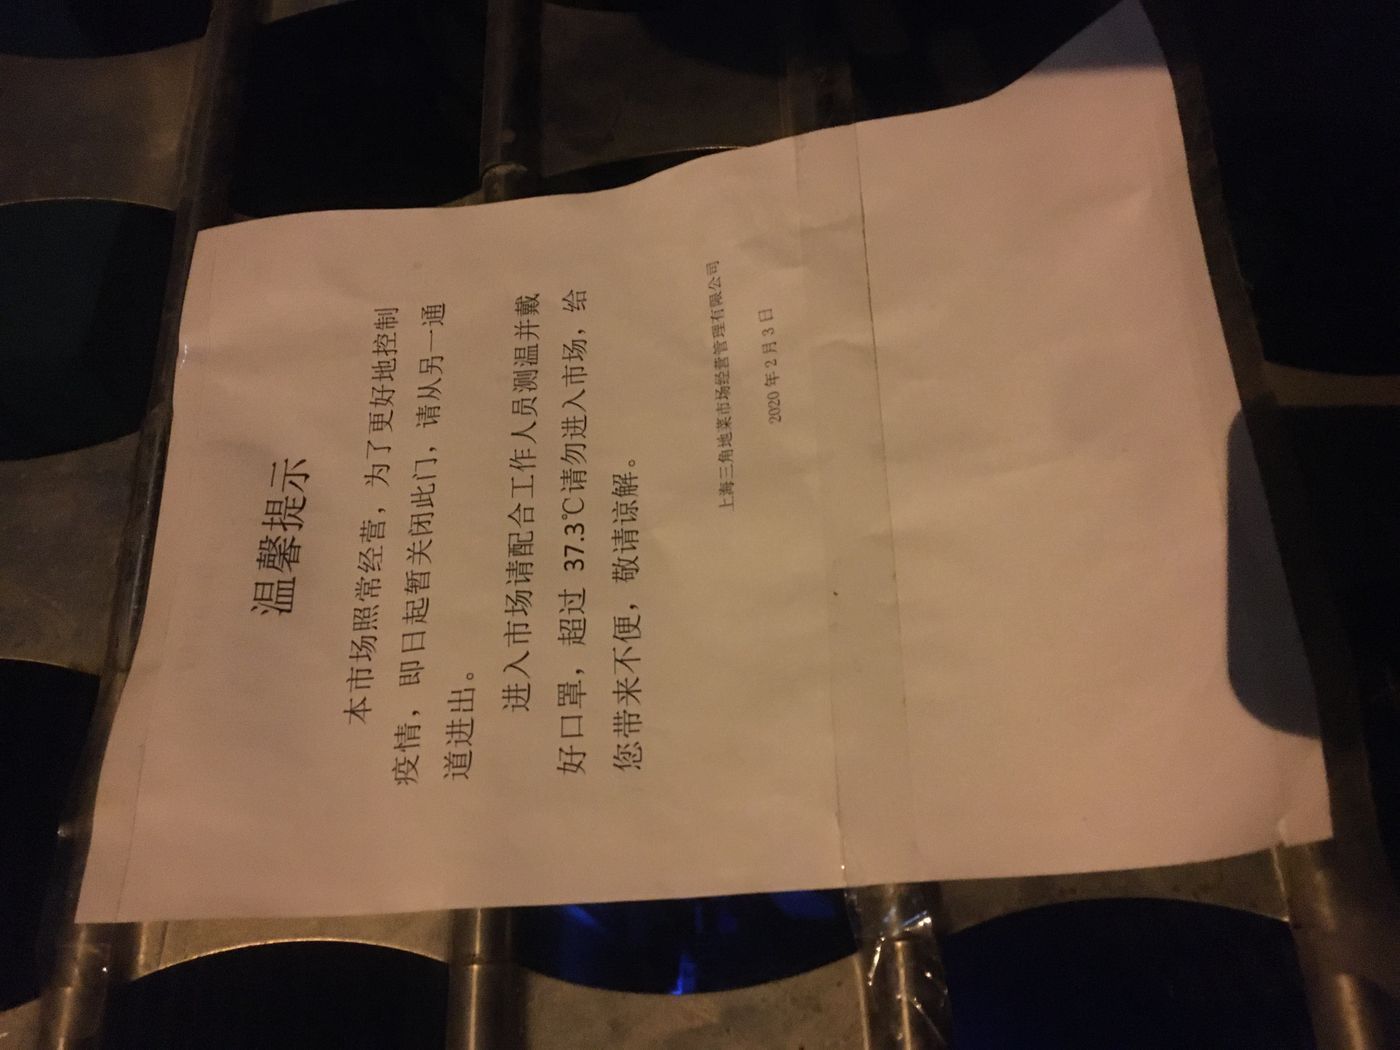 温馨提示
本市场照常经营，为了更好地控制
疫情，即日起暂关闭此门，请从另一通
道进出。
进入市场请配合工作人员测温并戴
好口罩，超过 37.3℃请勿进入市场，给
您带来不便，敬请谅解。
上海三角地菜市场经营管理有限公司
2020 年 2 月 3 日